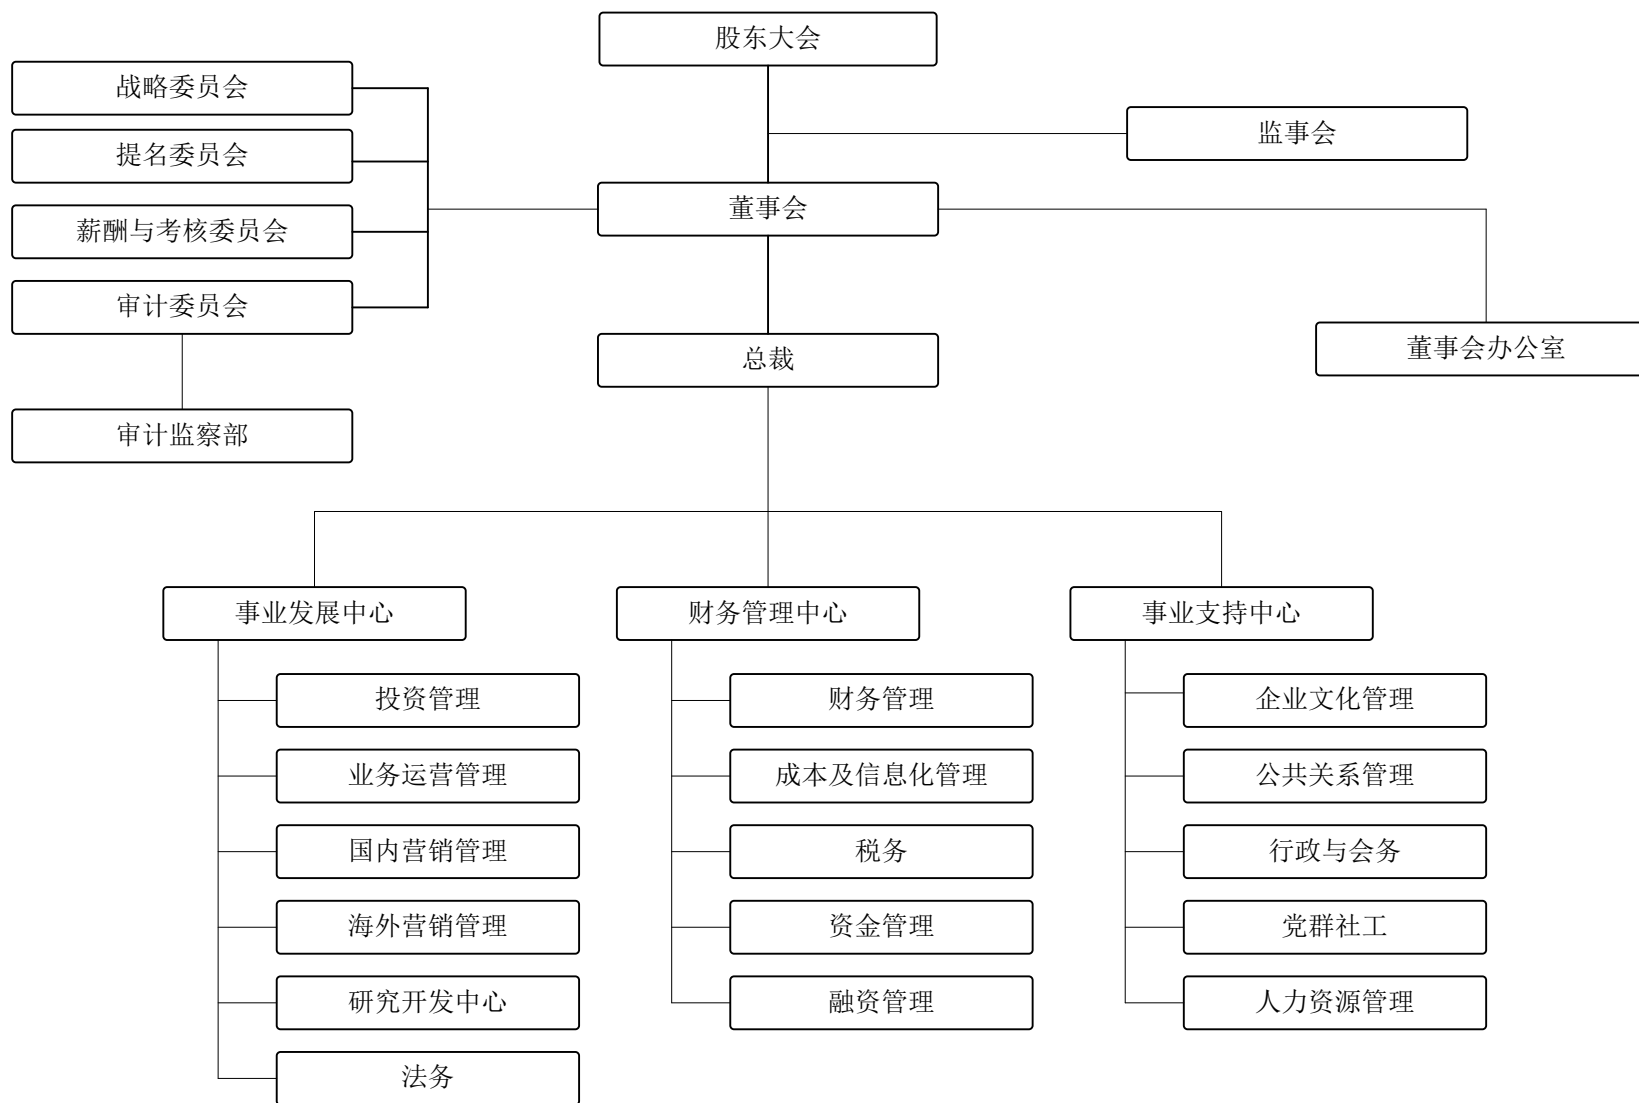 股东大会
战略委员会
监事会
提名委员会
董事会
薪酬与考核委员会
审计委员会
总裁
董事会办公室
审计监察部
事业发展中心
财务管理中心
事业支持中心
投资管理
财务管理
企业文化管理
业务运营管理
成本及信息化管理
公共关系管理
国内营销管理
税务
行政与会务
海外营销管理
资金管理
党群社工
研究开发中心
融资管理
人力资源管理
法务